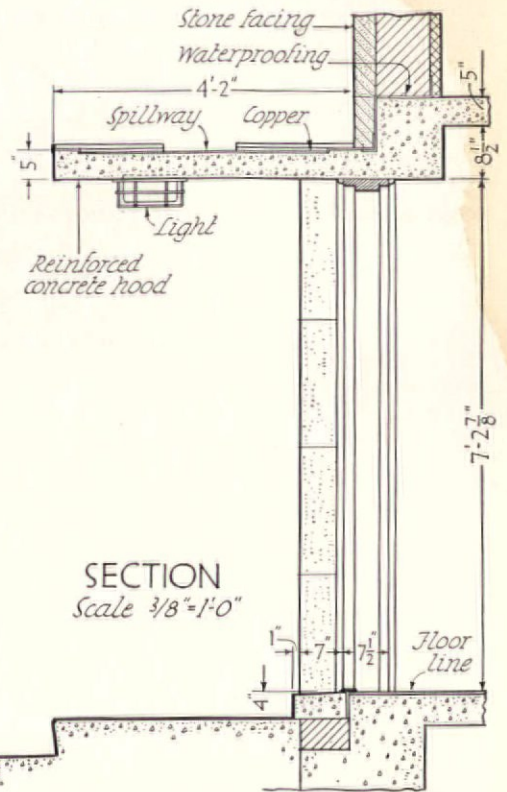 Stone facing
Waterproofing
4'-2"
Spillway
Copper
5"
8 1/2"
5"
Light
Reinforced
concrete hood
7'-2 7/8"
SECTION
Scale 3/8"=1'-0"
1"
7"
7 1/2"
Floor
line
4"